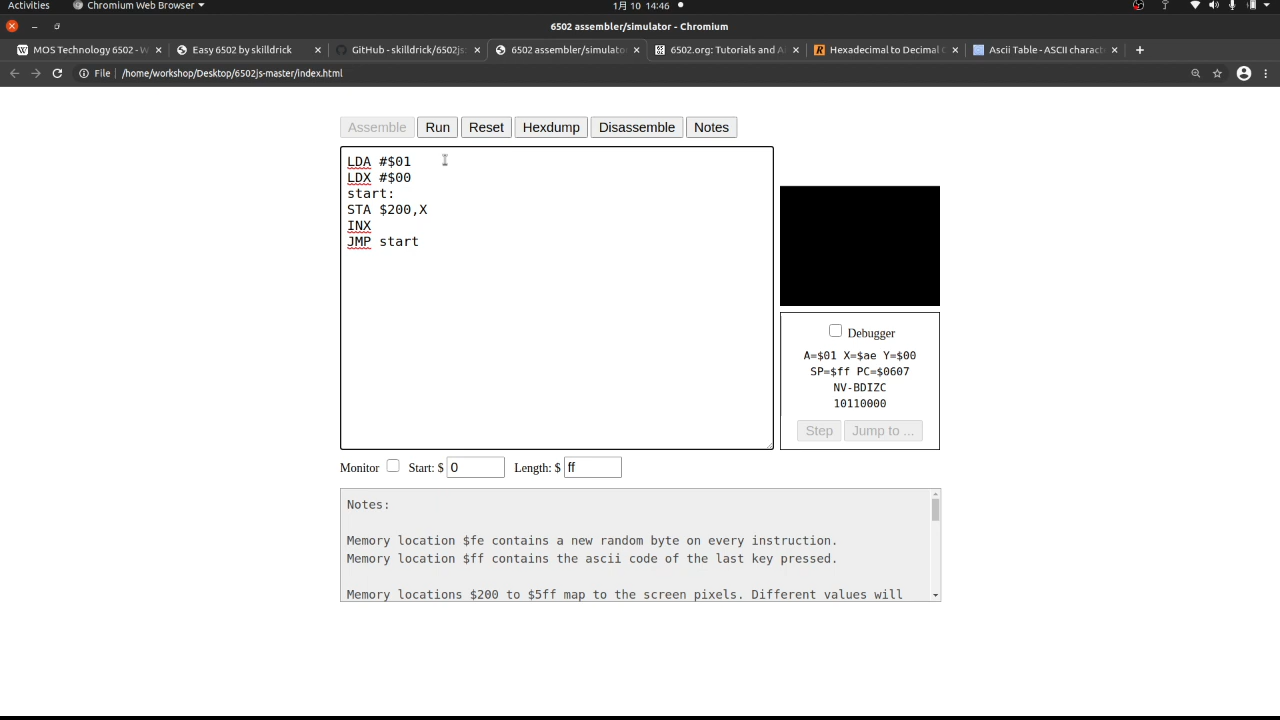 Activities
Chromium Web Browser
1月 10 14:46
6502 assembler/simulator - Chromium
MOS Technology 6502 - W
Easy 6502 by skilldrick
GitHub - skilldrick/6502js:
6502 assembler/simulator
6502.org: Tutorials and A
Hexadecimal to Decimal C
Ascii Table - ASCII charact
File
/home/workshop/Desktop/6502js-master/index.html
Assemble
Run
Reset
Hexdump
Disassemble
Notes
LDA #$01
LDX #$00
start:
STA $200,X
INX
JMP start
Debugger
A=$01 X=$ae Y=$00
SP=$ff PC=$0607
NV-BDIZC
10110000
Step
Jump to ...
Monitor
Start: $ 0
Length: $ ff
Notes:
Memory location $fe contains a new random byte on every instruction.
Memory location $ff contains the ascii code of the last key pressed.
Memory locations $200 to $5ff map to the screen pixels. Different values will